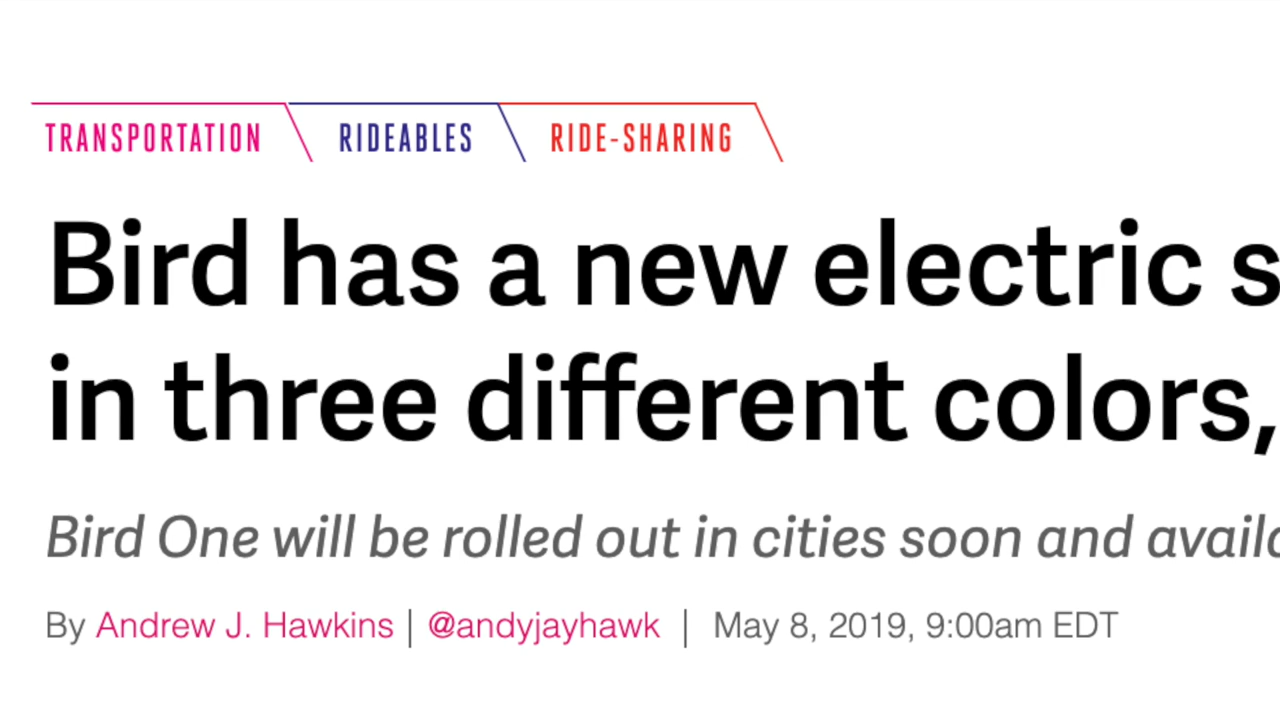 TRANSPORTATION RIDEABLES RIDE-SHARING
Bird has a new electric s
in three different colors,
Bird One will be rolled out in cities soon and availa
By Andrew J. Hawkins | @andyjayhawk | May 8, 2019, 9:00am EDT